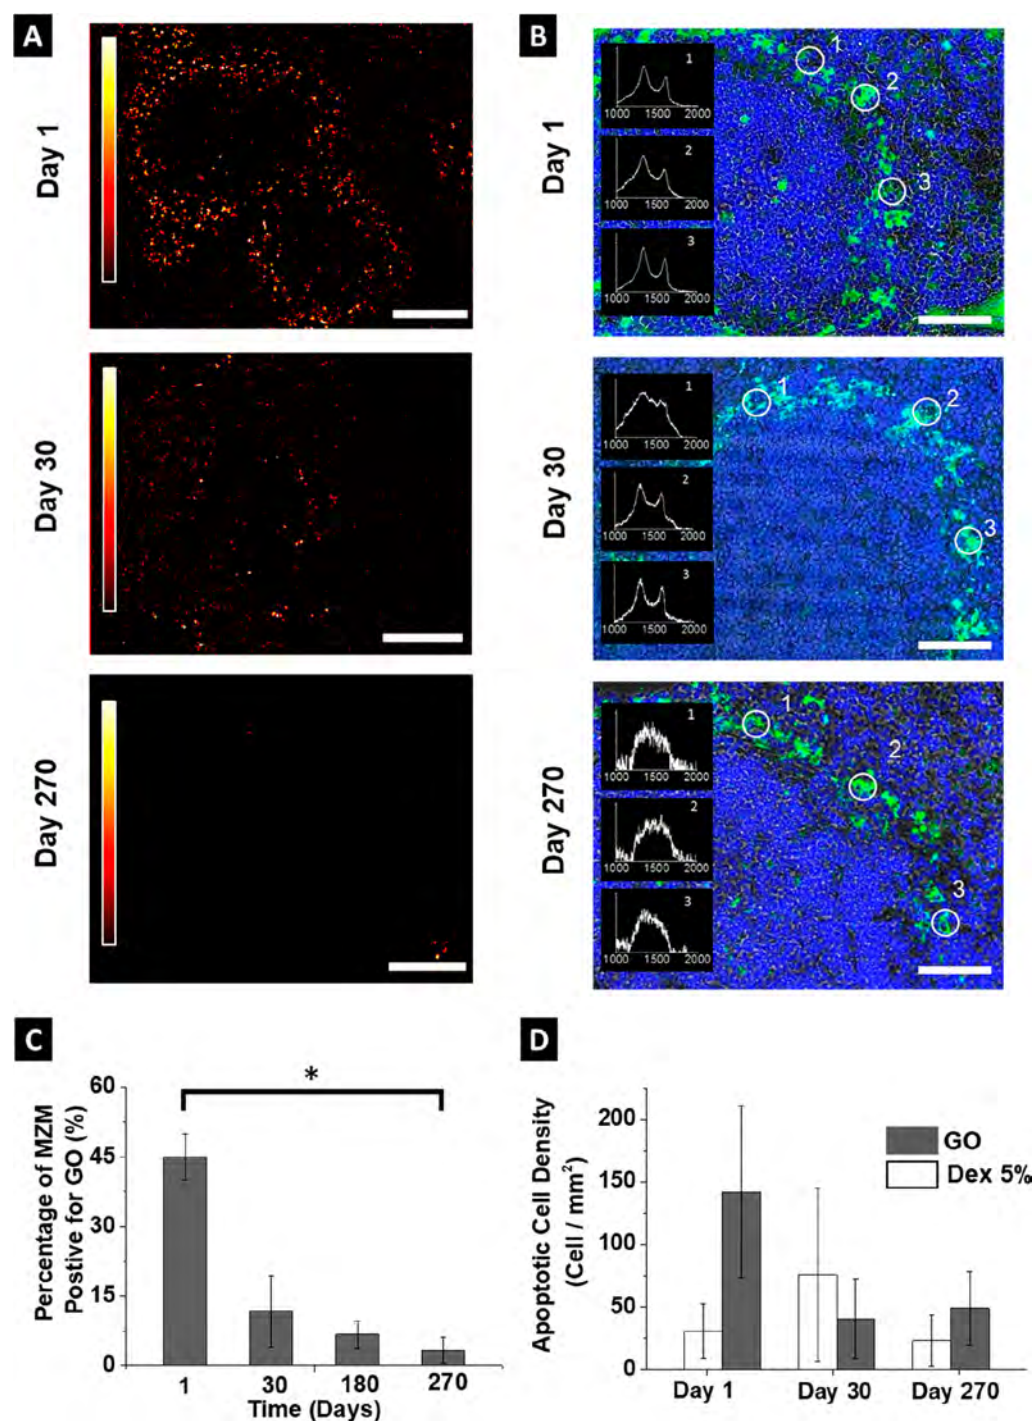 A
B
Day 1
1
1000 1500 2000
2
1000 1500 2000
3
1000 1500 2000
1
2
3
Day 1
Day 30
1
1000 1500 2000
2
1000 1500 2000
3
1000 1500 2000
1
2
3
Day 30
Day 270
1
1000 1500 2000
2
1000 1500 2000
3
1000 1500 2000
1
2
3
Day 270
C
*
Percentage of MZM
Postive for GO (%)
60
45
30
15
0
1 30 180 270
Time (Days)
D
Apoptotic Cell Density
(Cell / mm²)
200
150
100
50
0
GO
Dex 5%
Day 1 Day 30 Day 270